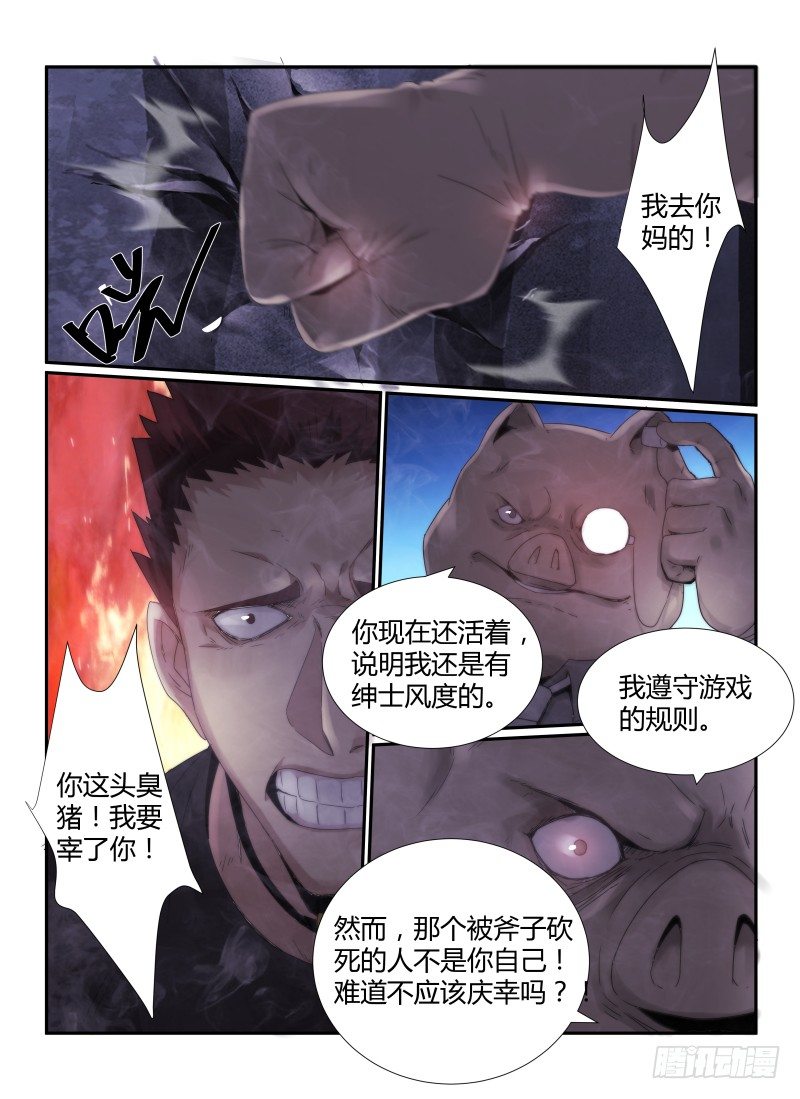 我去你
妈的！
你现在还活着，
说明我还是有
绅士风度的。
我遵守游戏
的规则。
你这头臭
猪！我要
宰了你！
然而，那个被斧子砍
死的人不是你自己！
难道不应该庆幸吗？！
腾讯动漫